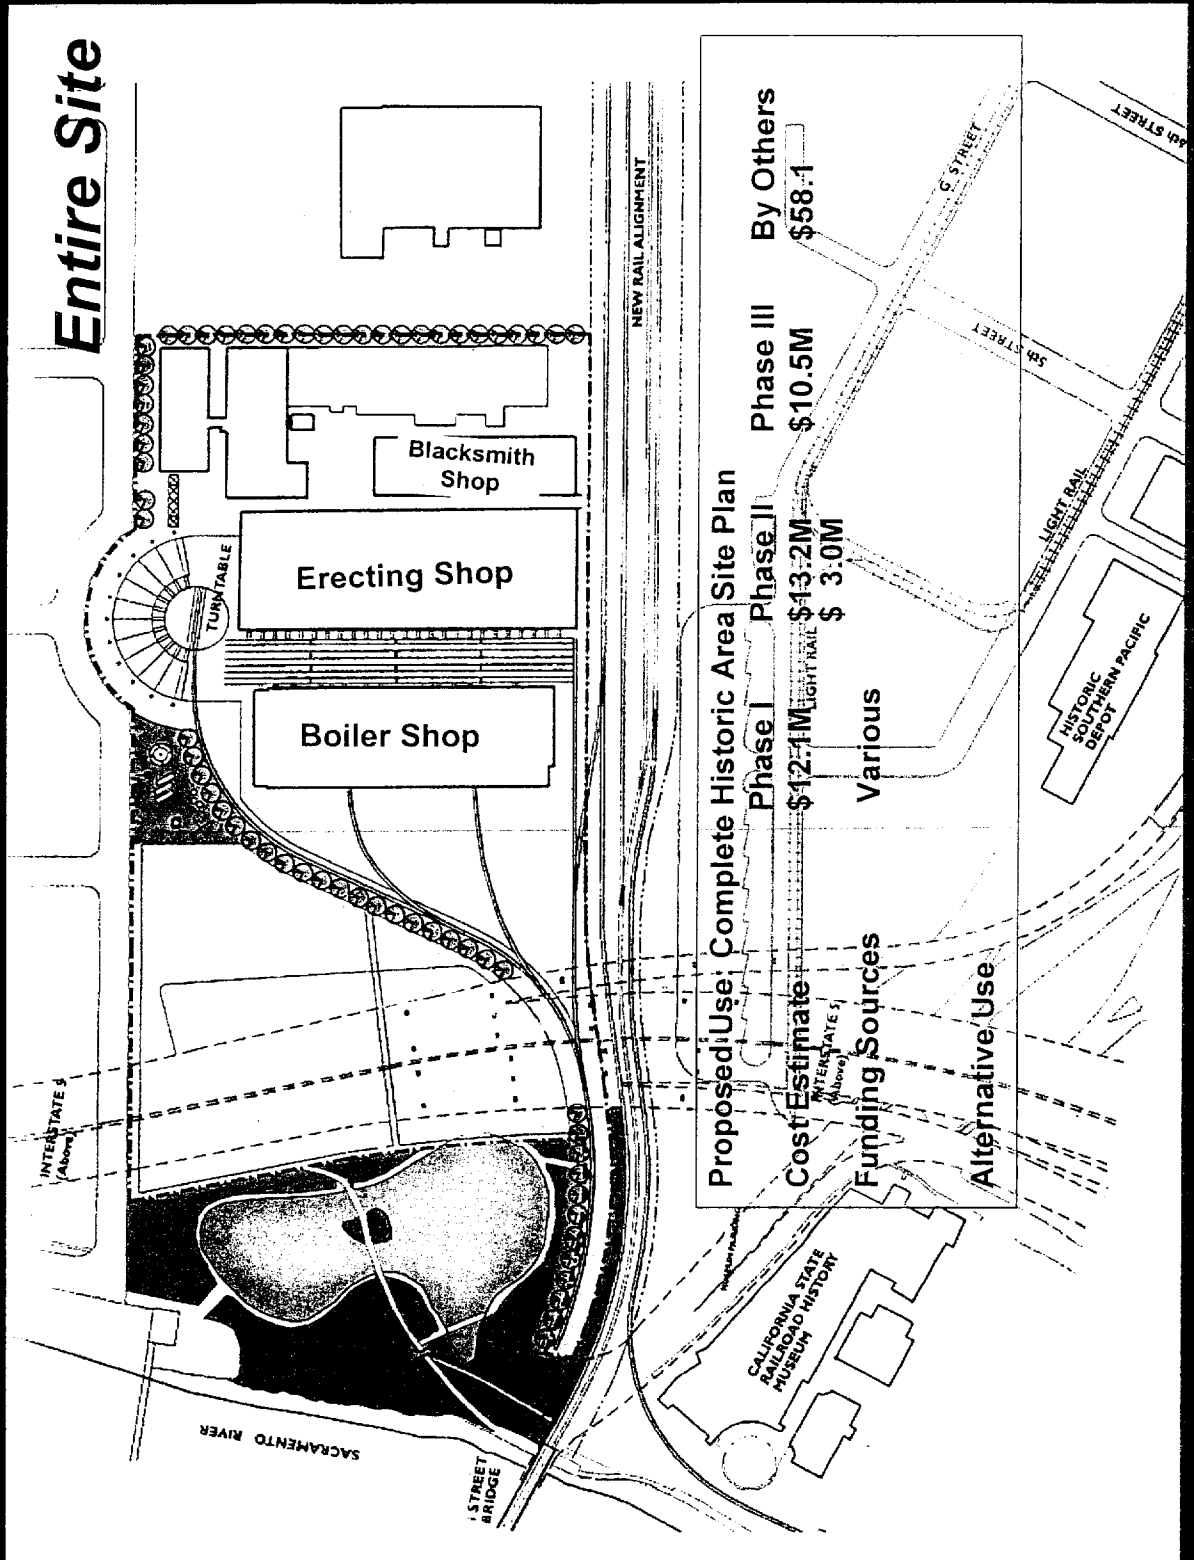 Entire Site
NEW RAIL ALIGNMENT
Blacksmith
Shop
TURNTABLE
Erecting Shop
Boiler Shop
INTERSTATE 5
(Above)
SACRAMENTO RIVER
I STREET
BRIDGE
Proposed Use: Complete Historic Area Site Plan
Phase I Phase II Phase III By Others
Cost Estimate $12.1M $13.2M $10.5M $58.1
$ 3.0M
Funding Sources Various
Alternative Use
LIGHT RAIL
INTERSTATE 5
(Above)
G STREET
6th STREET
5th STREET
LIGHT RAIL
HISTORIC
SOUTHERN PACIFIC
DEPOT
CALIFORNIA STATE
RAILROAD HISTORY
MUSEUM